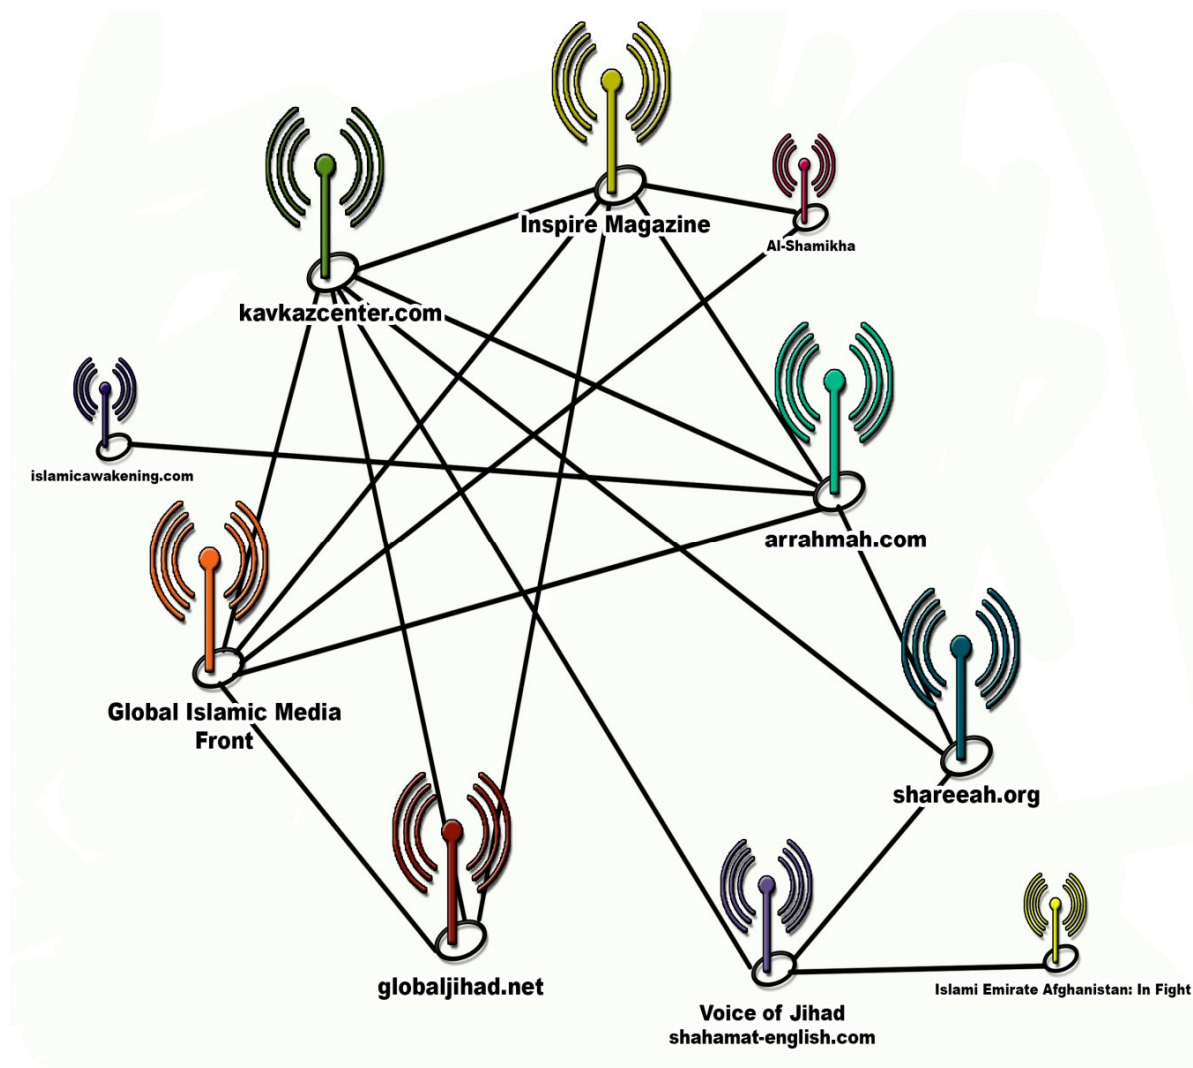 Inspire Magazine
Al-Shamikha
kavkazcenter.com
islamicawakening.com
arrahmah.com
Global Islamic Media
Front
shareeah.org
globaljihad.net
Islami Emirate Afghanistan: In Fight
Voice of Jihad
shahamat-english.com